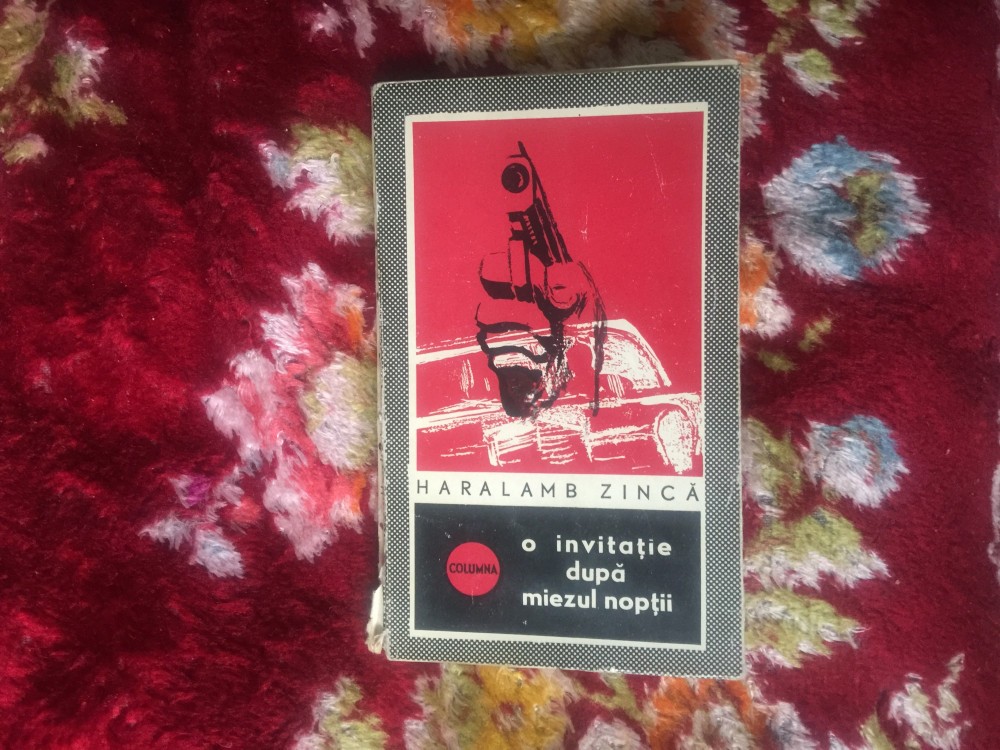 HARALAMB ZINCĂ
COLUMNA
o invitație
după
miezul nopții